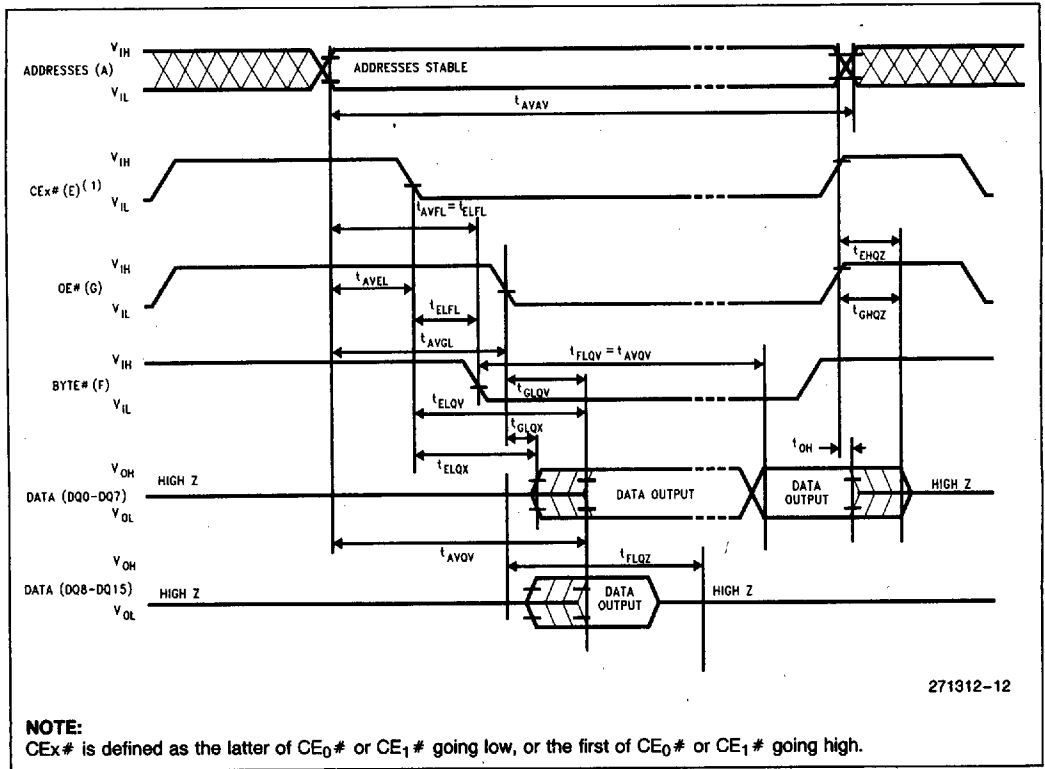 V_IH
ADDRESSES (A)
V_IL
ADDRESSES STABLE
t_AVAV
V_IH
CEx# (E)^(1)
V_IL
t_AVFL = t_ELFL
t_EHQZ
V_IH
OE# (G)
V_IL
t_AVEL
t_ELFL
t_GHQZ
t_AVGL
V_IH
BYTE# (F)
V_IL
t_FLQV = t_AVQV
t_GLQV
t_ELQV
t_GLQX
t_OH
t_ELQX
V_OH
DATA (DQ0-DQ7)
V_OL
HIGH Z
DATA OUTPUT
DATA
OUTPUT
HIGH Z
t_AVQV
t_FLQZ
V_OH
DATA (DQ8-DQ15)
V_OL
HIGH Z
DATA
OUTPUT
HIGH Z
271312-12
NOTE:
CEx# is defined as the latter of CE₀# or CE₁# going low, or the first of CE₀# or CE₁# going high.